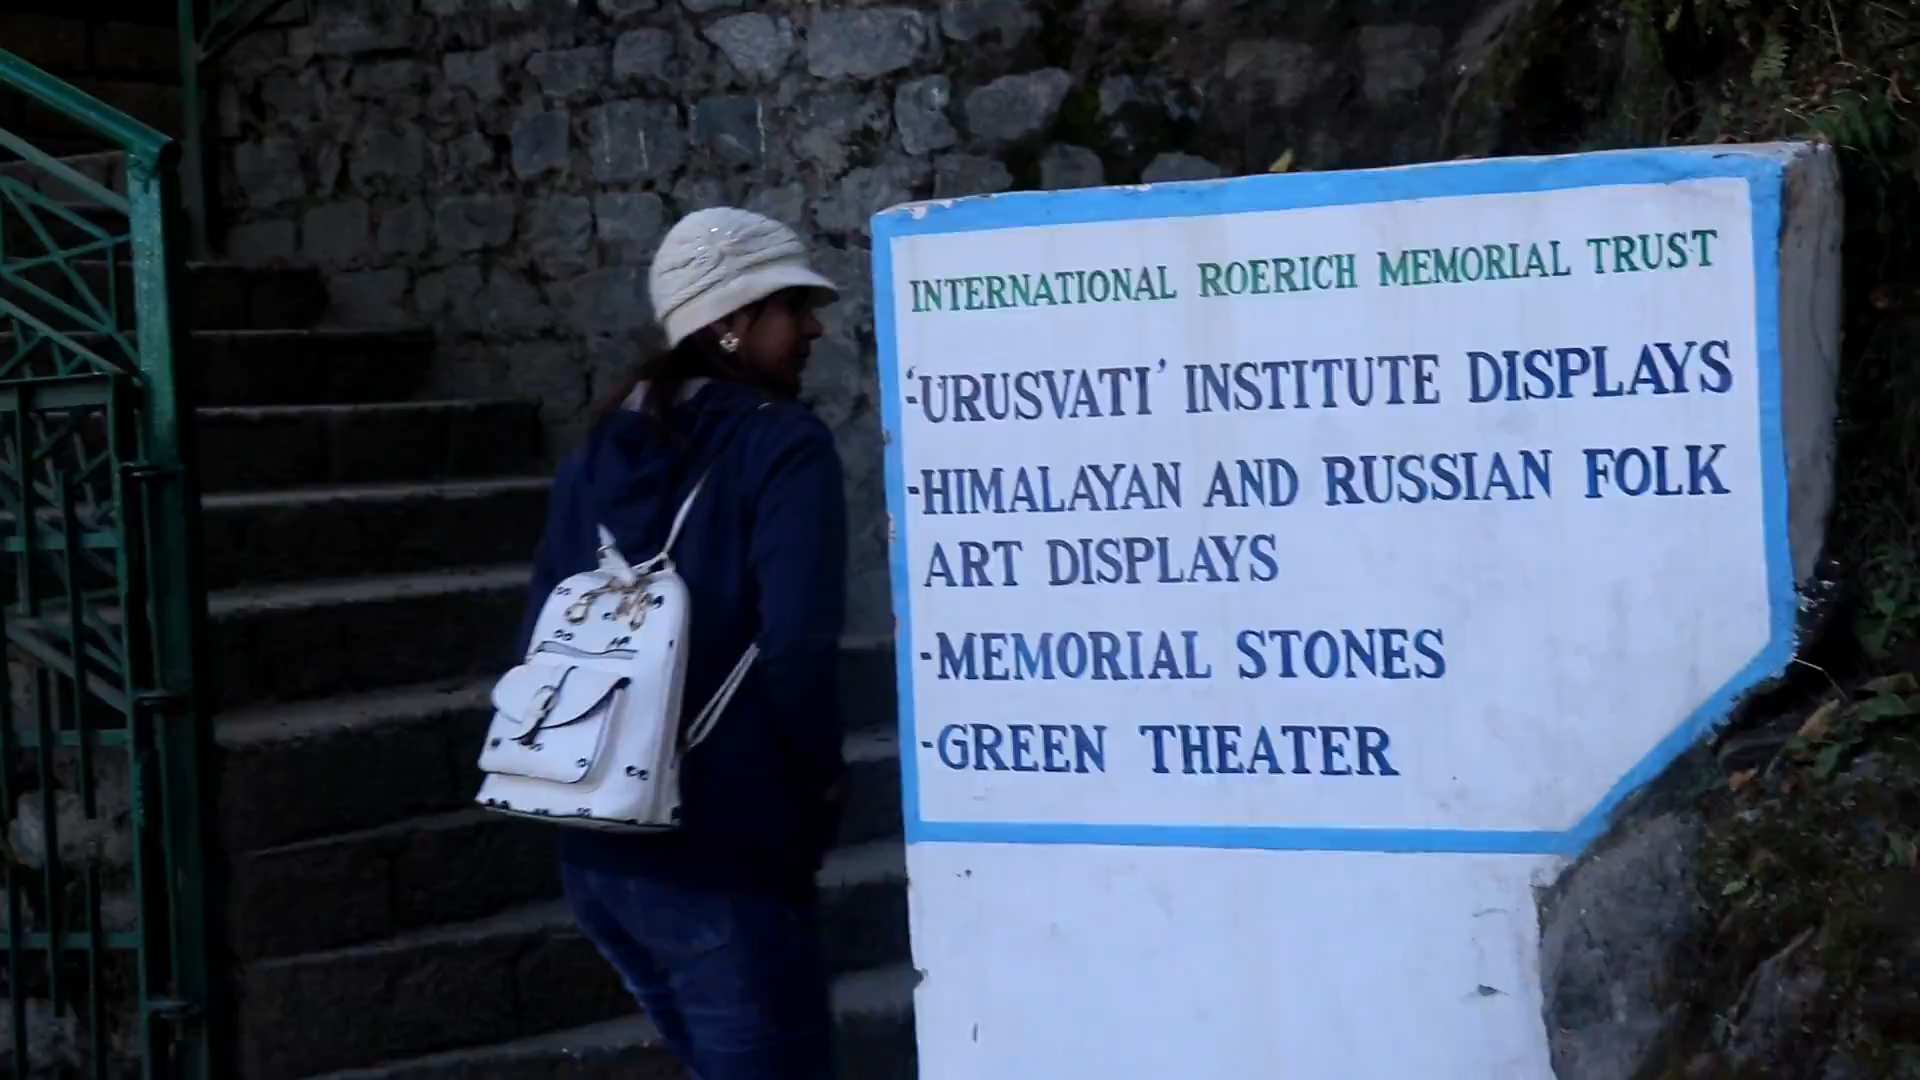 INTERNATIONAL ROERICH MEMORIAL TRUST
-'URUSVATI' INSTITUTE DISPLAYS
-HIMALAYAN AND RUSSIAN FOLK
ART DISPLAYS
-MEMORIAL STONES
-GREEN THEATER